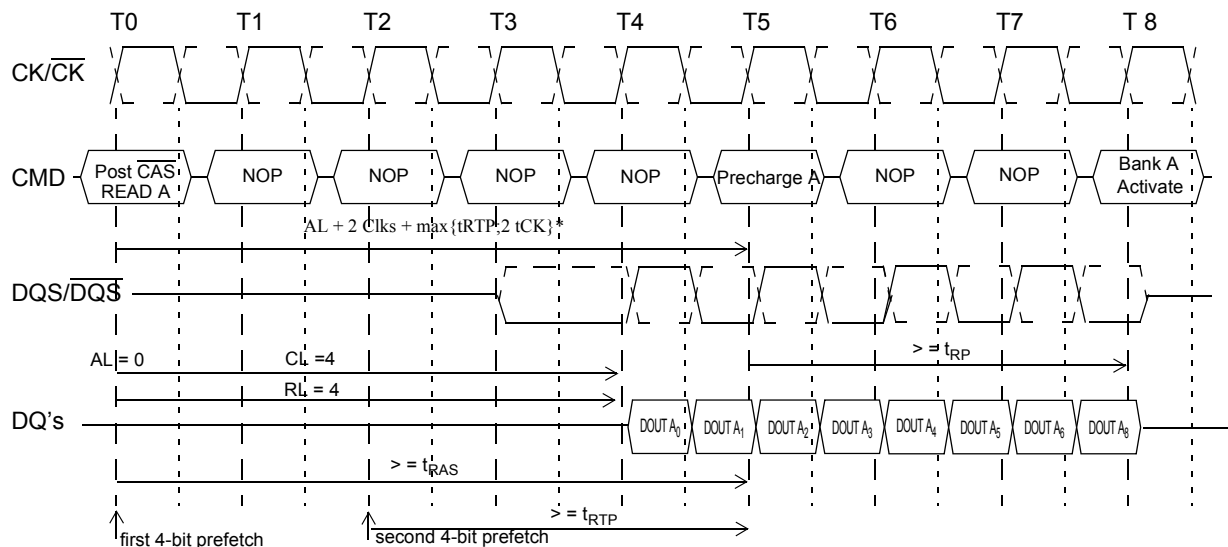 T0 T1 T2 T3 T4 T5 T6 T7 T 8
CK/CK
CMD Post CAS READ A NOP NOP NOP NOP Precharge A NOP NOP Bank A Activate
AL + 2 Clks + max{tRTP;2 tCK}*
DQS/DQS
AL = 0 CL =4 > = tRP
RL = 4
DQ's DOUT A0 DOUT A1 DOUT A2 DOUT A3 DOUT A4 DOUT A5 DOUT A6 DOUT A8
> = tRAS
> = tRTP
first 4-bit prefetch second 4-bit prefetch